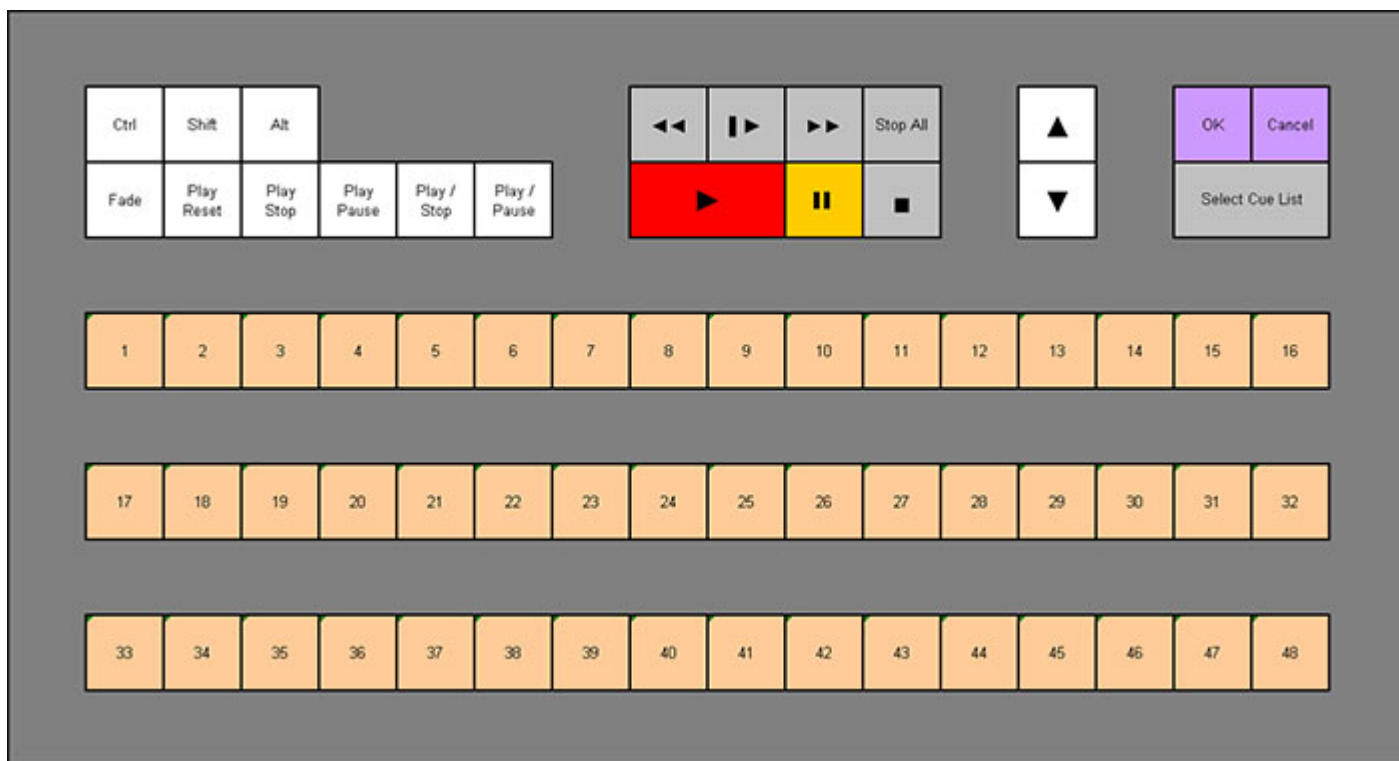 Ctrl Shift Alt ◄◄ ▌► ►► Stop All ▲ OK Cancel
Fade Play Reset Play Stop Play Pause Play / Stop Play / Pause ► ▌▌ ■ ▼ Select Cue List
1 2 3 4 5 6 7 8 9 10 11 12 13 14 15 16
17 18 19 20 21 22 23 24 25 26 27 28 29 30 31 32
33 34 35 36 37 38 39 40 41 42 43 44 45 46 47 48